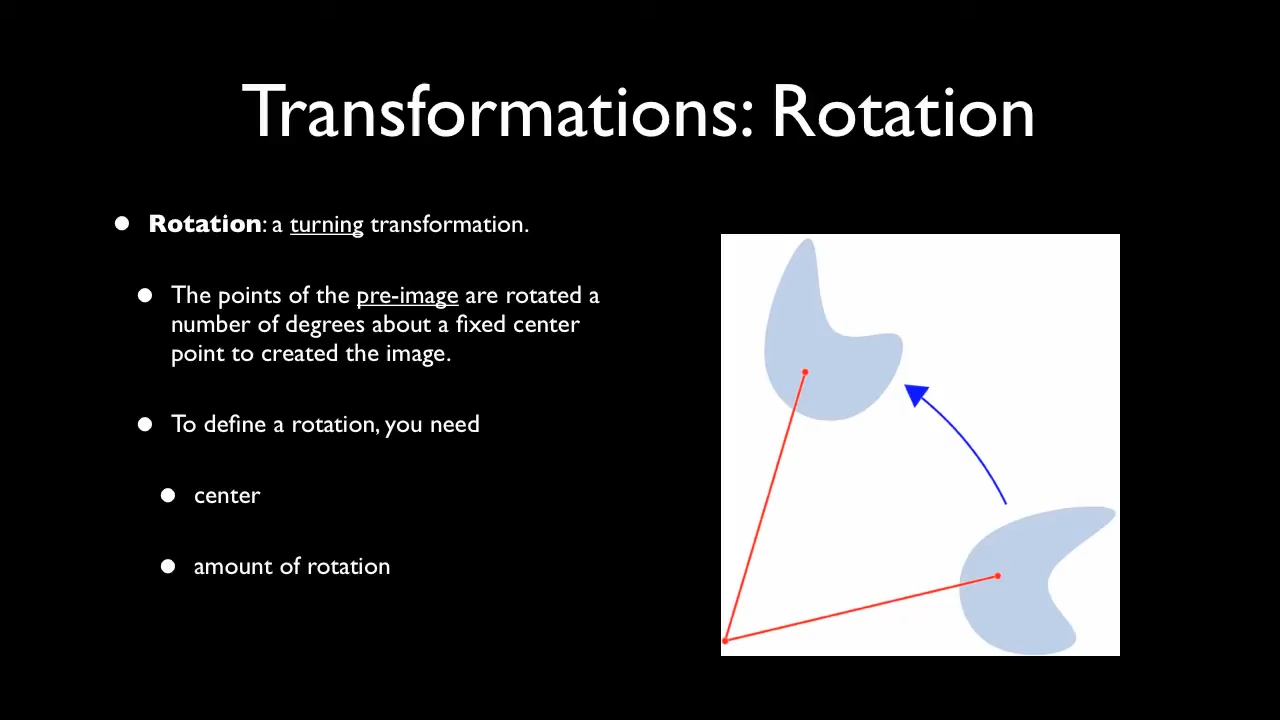 Transformations: Rotation
Rotation: a turning transformation.
The points of the pre-image are rotated a
number of degrees about a fixed center
point to created the image.
To define a rotation, you need
center
amount of rotation